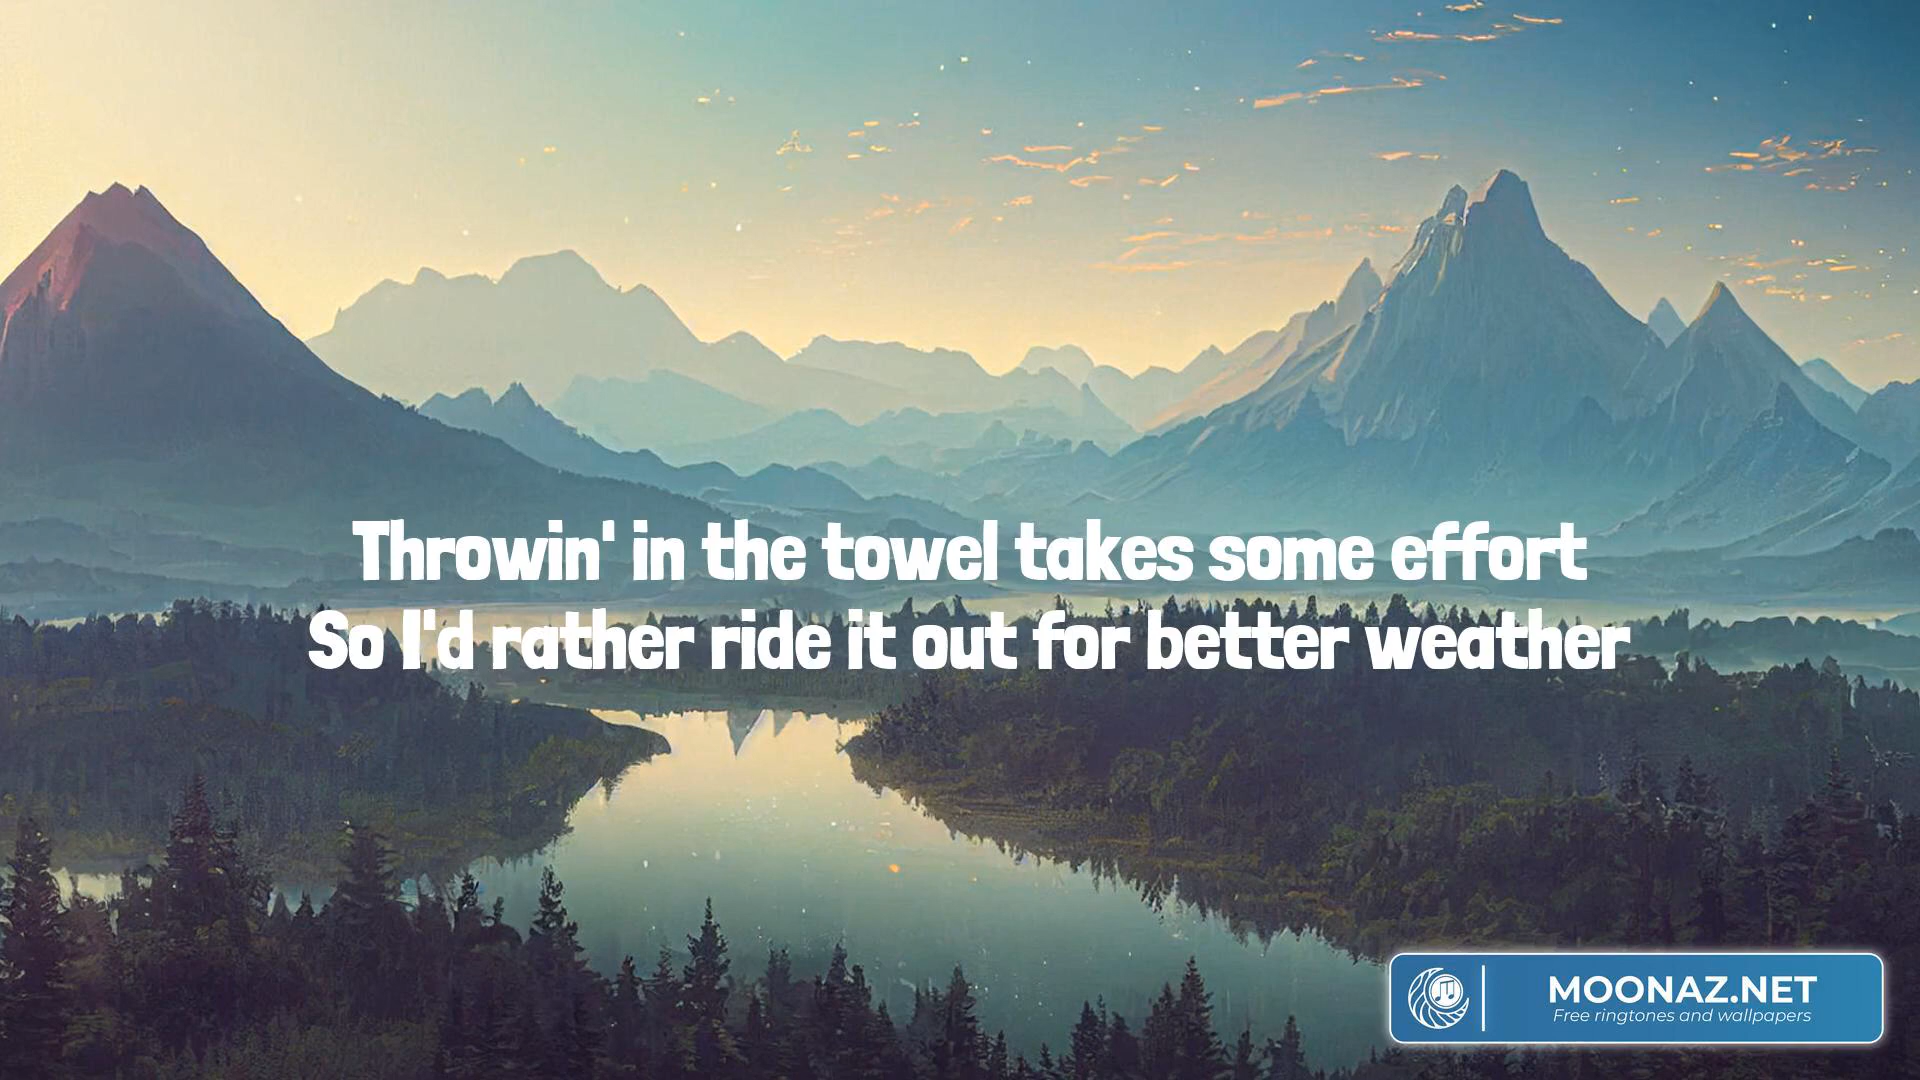 Throwin' in the towel takes some effort
So I'd rather ride it out for better weather
MOONAZ.NET
Free ringtones and wallpapers